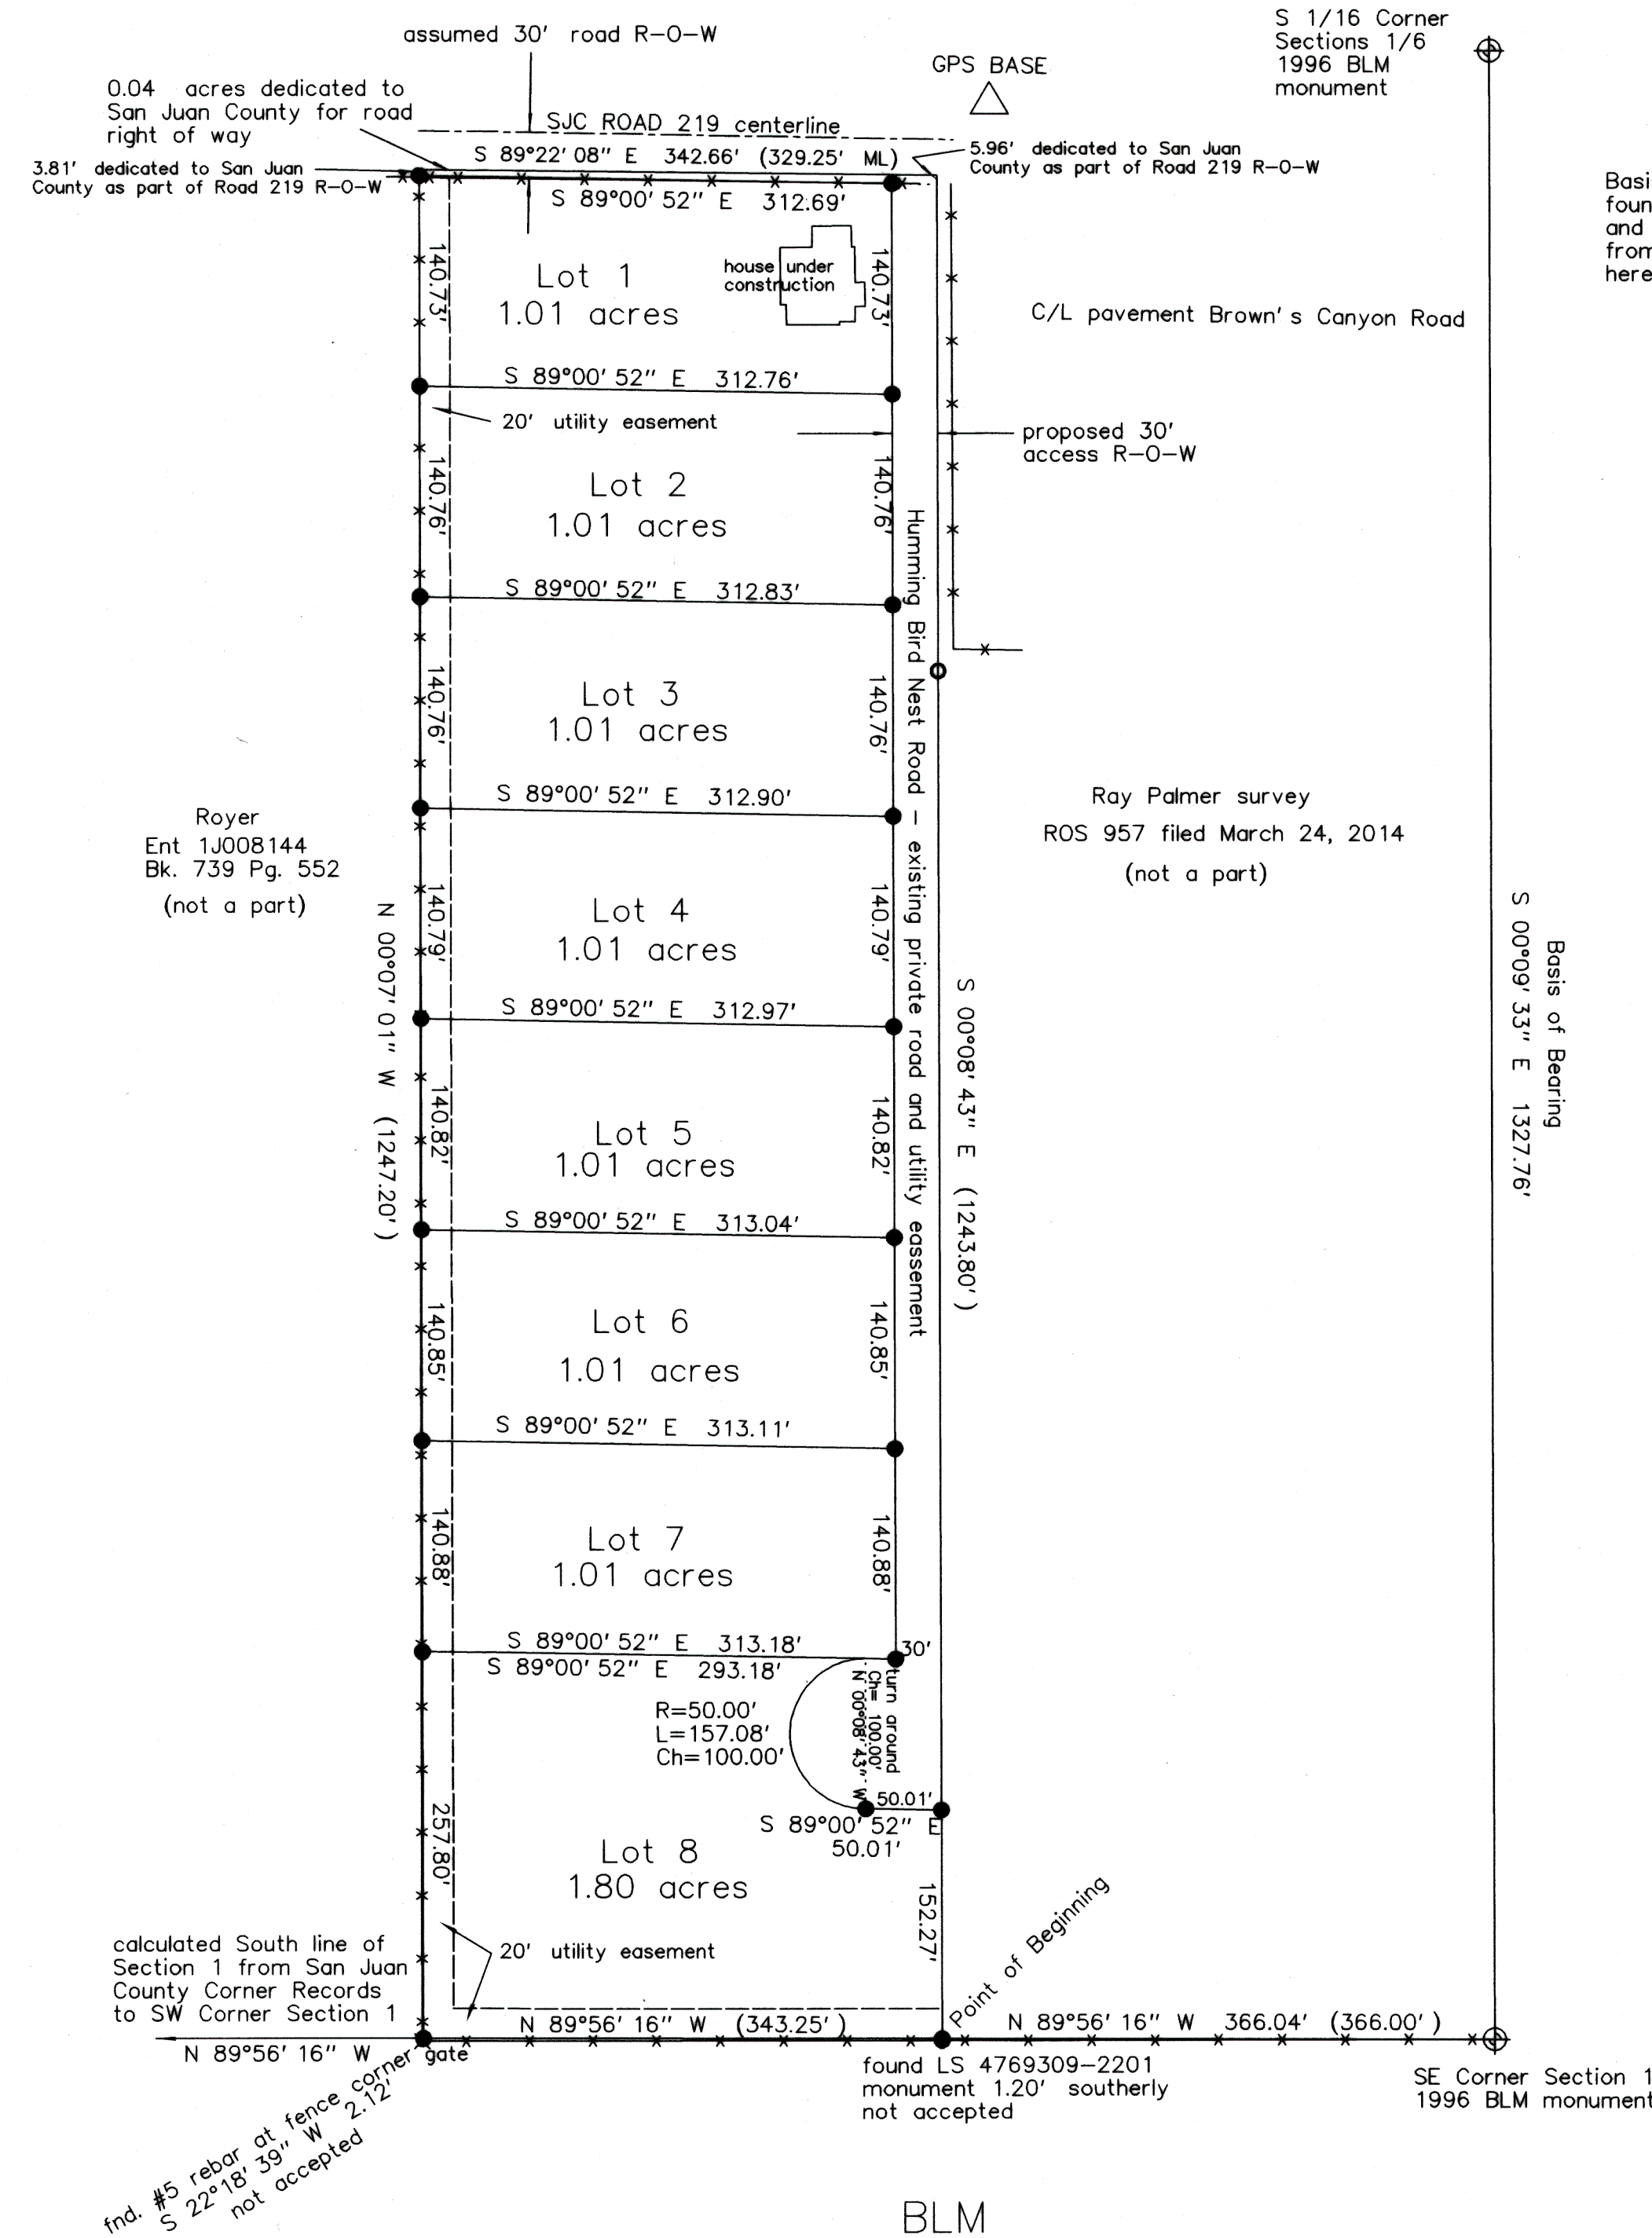 S 1/16 Corner
Sections 1/6
1996 BLM
monument
assumed 30' road R-O-W
GPS BASE
0.04 acres dedicated to
San Juan County for road
right of way
SJC ROAD 219 centerline
S 89°22'08" E 342.66' (329.25' ML)
5.96' dedicated to San Juan
County as part of Road 219 R-O-W
3.81' dedicated to San Juan
County as part of Road 219 R-O-W
S 89°00'52" E 312.69'
Basi
foun
and
from
here
140.73'
Lot 1
1.01 acres
house under
construction
140.73'
C/L pavement Brown's Canyon Road
S 89°00'52" E 312.76'
20' utility easement
proposed 30'
access R-O-W
140.76'
Lot 2
1.01 acres
140.76'
S 89°00'52" E 312.83'
Humming Bird Nest Road - existing private road and utility eassement
140.76'
Lot 3
1.01 acres
140.76'
S 89°00'52" E 312.90'
Royer
Ent 1J008144
Bk. 739 Pg. 552
(not a part)
Ray Palmer survey
ROS 957 filed March 24, 2014
(not a part)
N 00°07'01" W (1247.20')
140.79'
Lot 4
1.01 acres
140.79'
S 00°08'43" E (1243.80')
Basis of Bearing
S 00°09'33" E 1327.76'
S 89°00'52" E 312.97'
140.82'
Lot 5
1.01 acres
140.82'
S 89°00'52" E 313.04'
140.85'
Lot 6
1.01 acres
140.85'
S 89°00'52" E 313.11'
140.88'
Lot 7
1.01 acres
140.88'
S 89°00'52" E 313.18'
30'
S 89°00'52" E 293.18'
R=50.00'
L=157.08'
Ch=100.00'
turn around
Ch= 100.00'
N 00°08'43" W
50.01'
S 89°00'52" E
50.01'
257.80'
Lot 8
1.80 acres
152.27'
Point of Beginning
20' utility easement
calculated South line of
Section 1 from San Juan
County Corner Records
to SW Corner Section 1
N 89°56'16" W (343.25')
N 89°56'16" W 366.04' (366.00')
N 89°56'16" W
gate
found LS 4769309-2201
monument 1.20' southerly
not accepted
SE Corner Section 1
1996 BLM monument
fnd. #5 rebar at fence corner
S 22°18'39" W 2.12'
not accepted
BLM